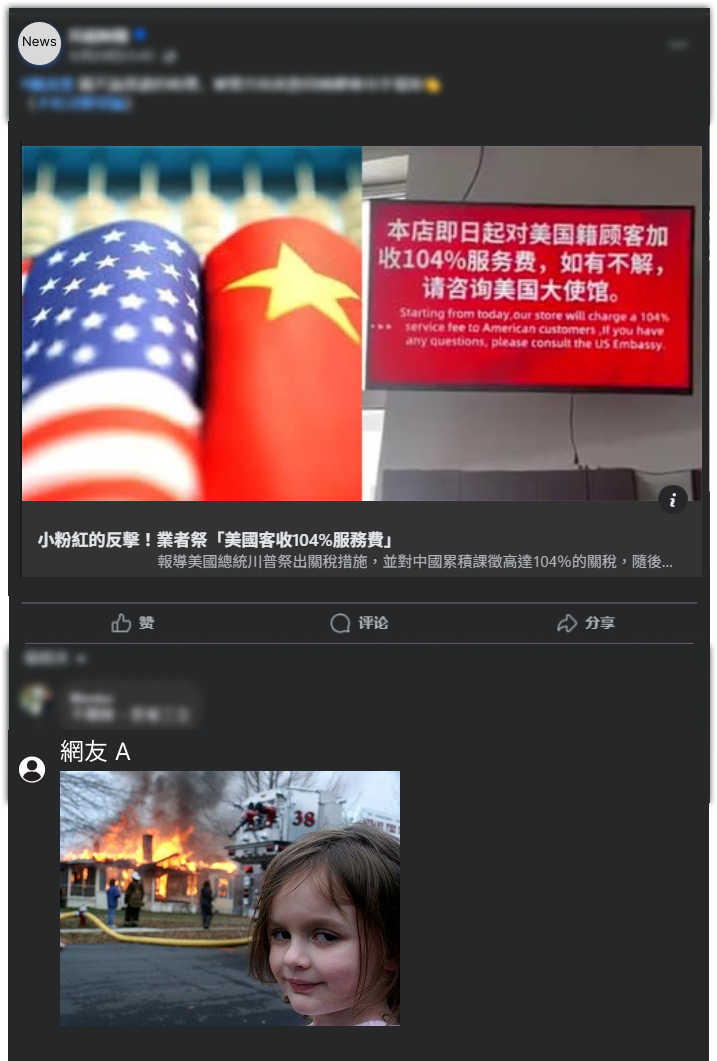 News
本店即日起对美国籍顾客加
收104%服务费，如有不解，
请咨询美国大使馆。
Starting from today,our store will charge a 104%
service fee to American customers ,If you have
any questions, please consult the US Embassy.
小粉紅的反擊！業者祭「美國客收104%服務費」
報導美國總統川普祭出關稅措施，並對中國累積課徵高達104%的關稅，隨後...
赞
评论
分享
網友 A
38